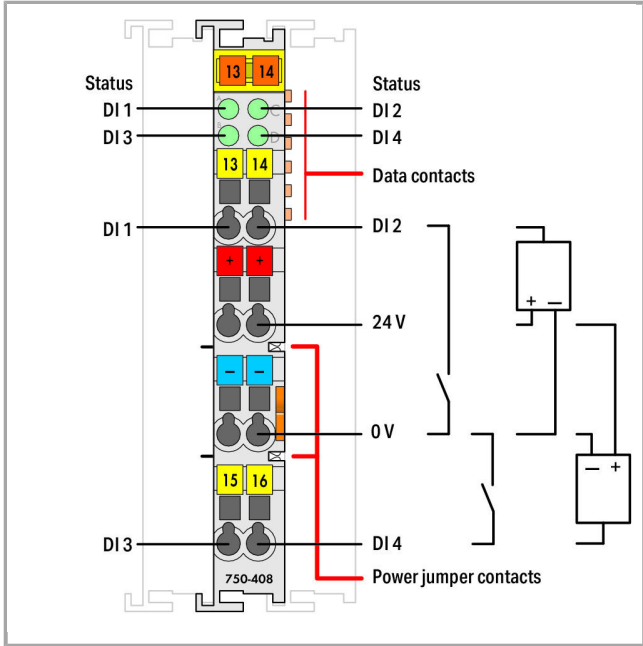 13 14
Status Status
DI 1 A C DI 2
DI 3 B D DI 4
13 14
Data contacts
DI 1 DI 2
+ +
+ −
24 V
− −
0 V
− +
15 16
DI 3 DI 4
750-408
Power jumper contacts